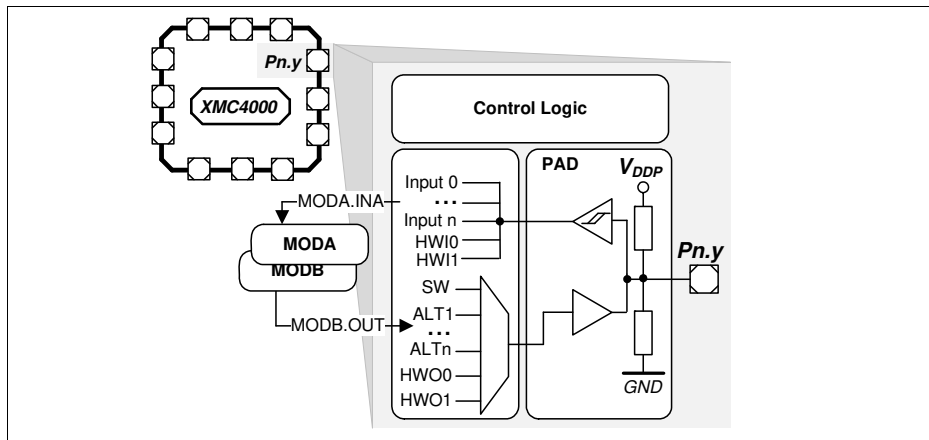 Pn.y
XMC4000
Control Logic
PAD
VDDP
Input 0
...
Input n
HWI0
HWI1
MODA.INA
MODA
MODB
MODB.OUT
SW
ALT1
...
ALTn
HWO0
HWO1
Pn.y
GND